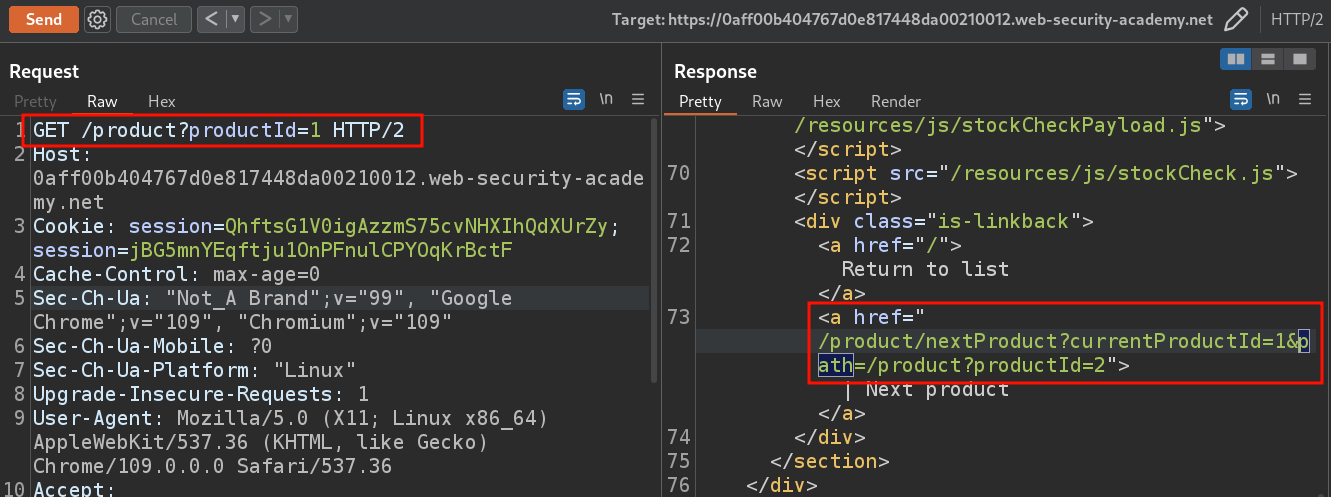 Send Cancel < ▼ > ▼ Target: https://0aff00b404767d0e817448da00210012.web-security-academy.net HTTP/2
Request
Pretty Raw Hex \n
1 GET /product?productId=1 HTTP/2
2 Host:
0aff00b404767d0e817448da00210012.web-security-acade
my.net
3 Cookie: session=QhftsG1V0igAzzmS75cvNHXIhQdXUrZy;
session=jBG5mnYEqftju1OnPFnulCPYOqKrBctF
4 Cache-Control: max-age=0
5 Sec-Ch-Ua: "Not_A Brand";v="99", "Google
Chrome";v="109", "Chromium";v="109"
6 Sec-Ch-Ua-Mobile: ?0
7 Sec-Ch-Ua-Platform: "Linux"
8 Upgrade-Insecure-Requests: 1
9 User-Agent: Mozilla/5.0 (X11; Linux x86_64)
AppleWebKit/537.36 (KHTML, like Gecko)
Chrome/109.0.0.0 Safari/537.36
10 Accept:
Response
Pretty Raw Hex Render \n
/resources/js/stockCheckPayload.js">
</script>
70 <script src="/resources/js/stockCheck.js">
</script>
71 <div class="is-linkback">
72 <a href="/">
Return to list
</a>
73 <a href="
/product/nextProduct?currentProductId=1&p
ath=/product?productId=2">
| Next product
</a>
74 </div>
75 </section>
76 </div>